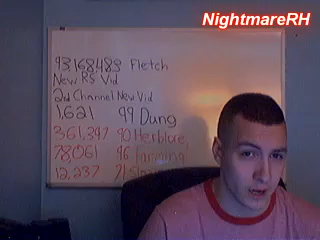 NightmareRH
93168483 Fletch
New RS Vid
2nd Channel New Vid
1,621 99 Dung
361,397 90 Herblore
78,061 96 Farming
12,237 71